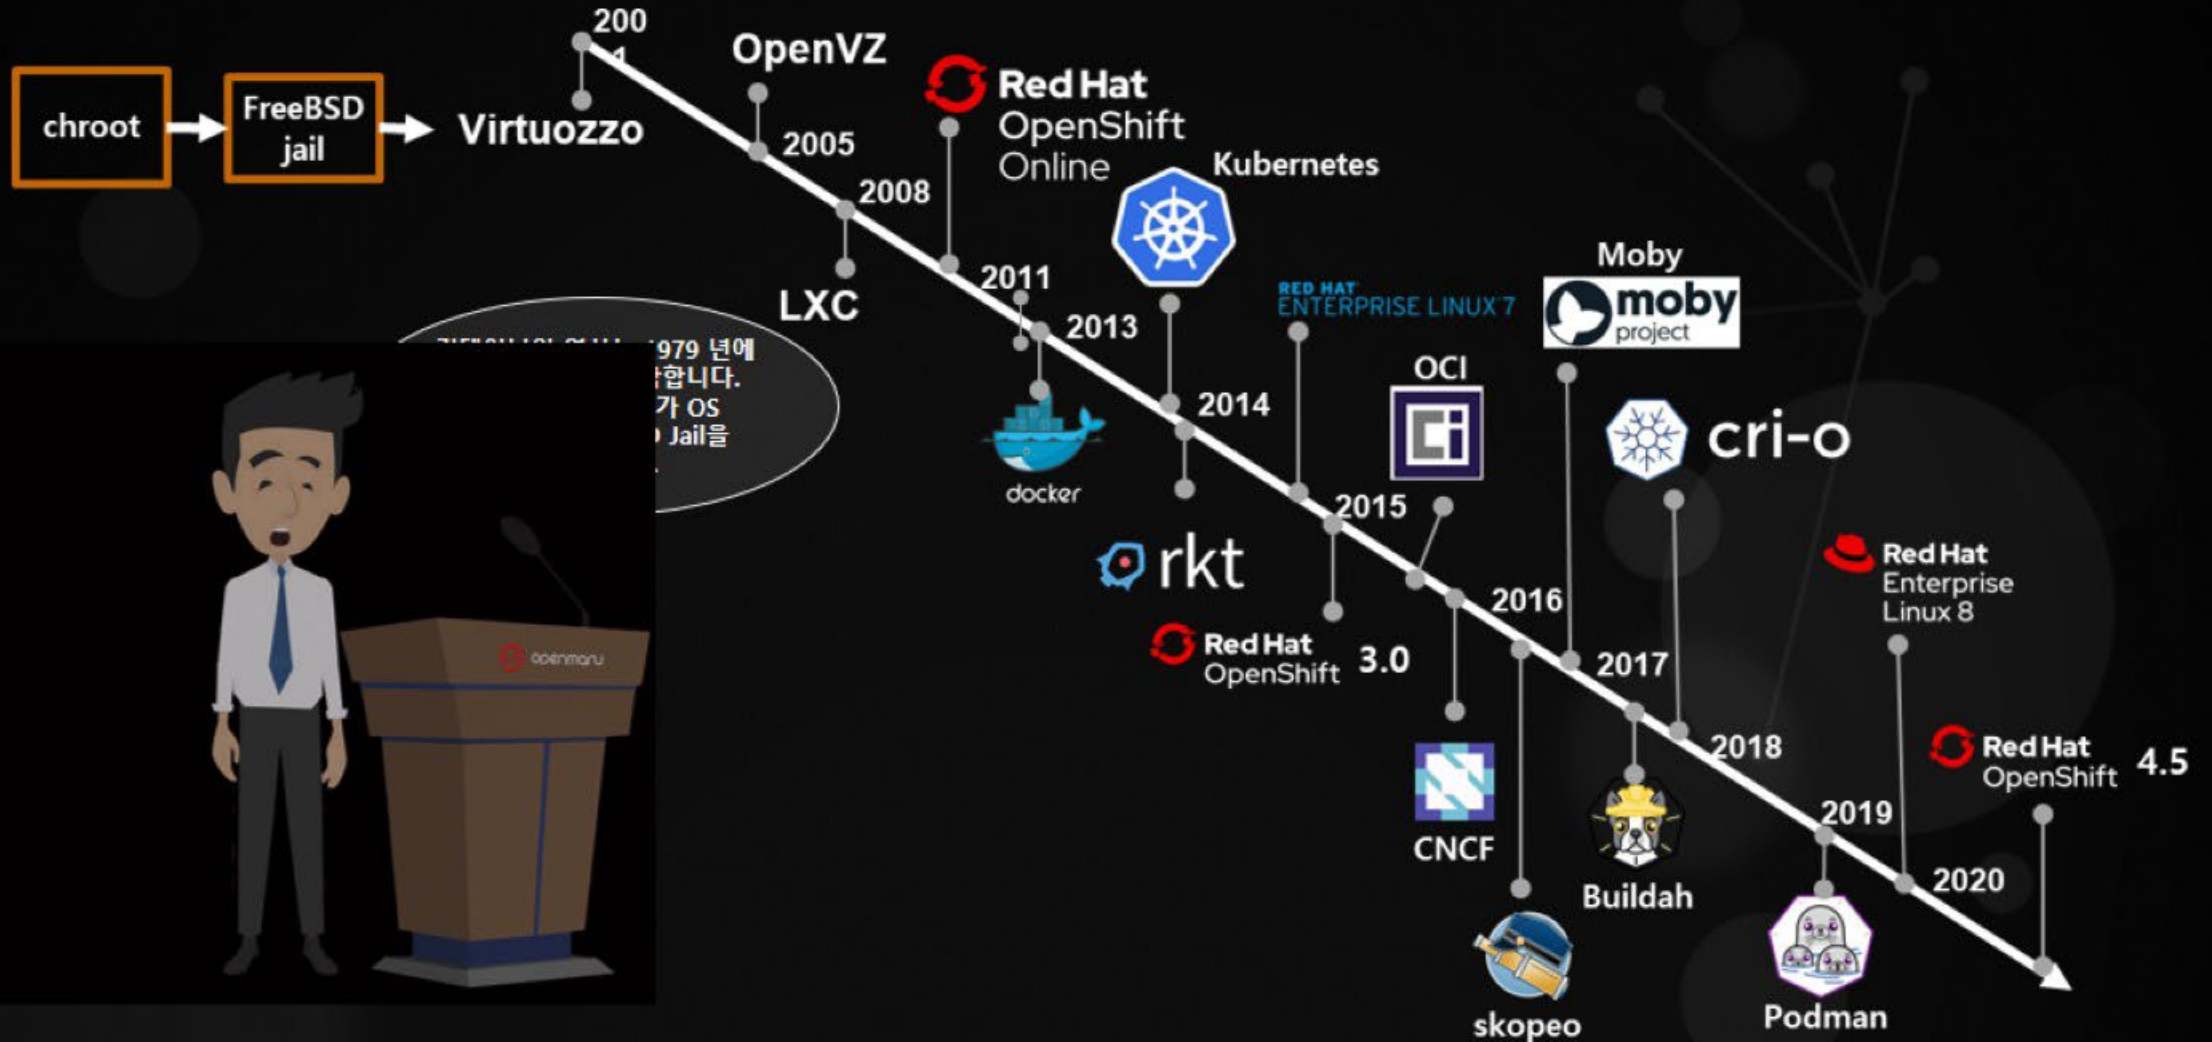 chroot
FreeBSD
jail
Virtuozzo
200
1
OpenVZ
2005
2008
LXC
Red Hat
OpenShift
Online
2011
2013
docker
Kubernetes
2014
rkt
RED HAT
ENTERPRISE LINUX 7
2015
Red Hat
OpenShift 3.0
OCI
Ci
2016
CNCF
skopeo
Moby
moby
project
2017
Buildah
cri-o
2018
2019
Podman
Red Hat
Enterprise
Linux 8
2020
Red Hat
OpenShift 4.5
1979 년에
합니다.
가 OS
Jail을
openmaru